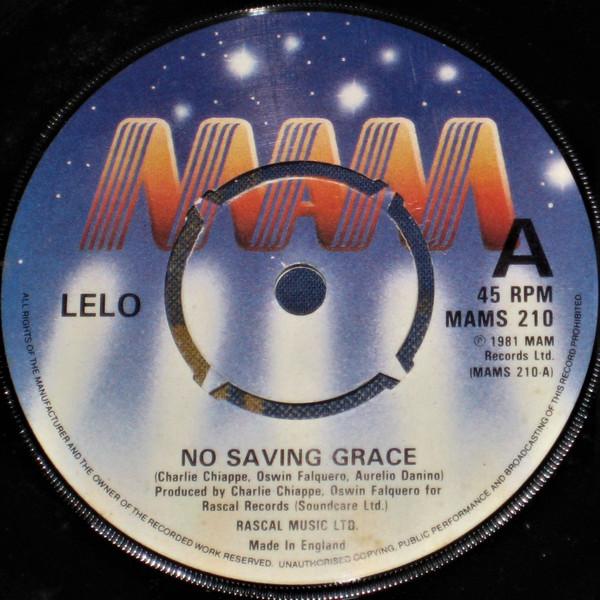 MAM
A
LELO
45 RPM
MAMS 210
℗ 1981 MAM
Records Ltd.
(MAMS 210-A)
NO SAVING GRACE
(Charlie Chiappe, Oswin Falquero, Aurelio Danino)
Produced by Charlie Chiappe, Oswin Falquero for
Rascal Records (Soundcare Ltd.)
RASCAL MUSIC LTD.
Made In England
ALL RIGHTS OF THE MANUFACTURER AND THE OWNER OF THE RECORDED WORK RESERVED. UNAUTHORISED COPYING, PUBLIC PERFORMANCE AND BROADCASTING OF THIS RECORD PROHIBITED.